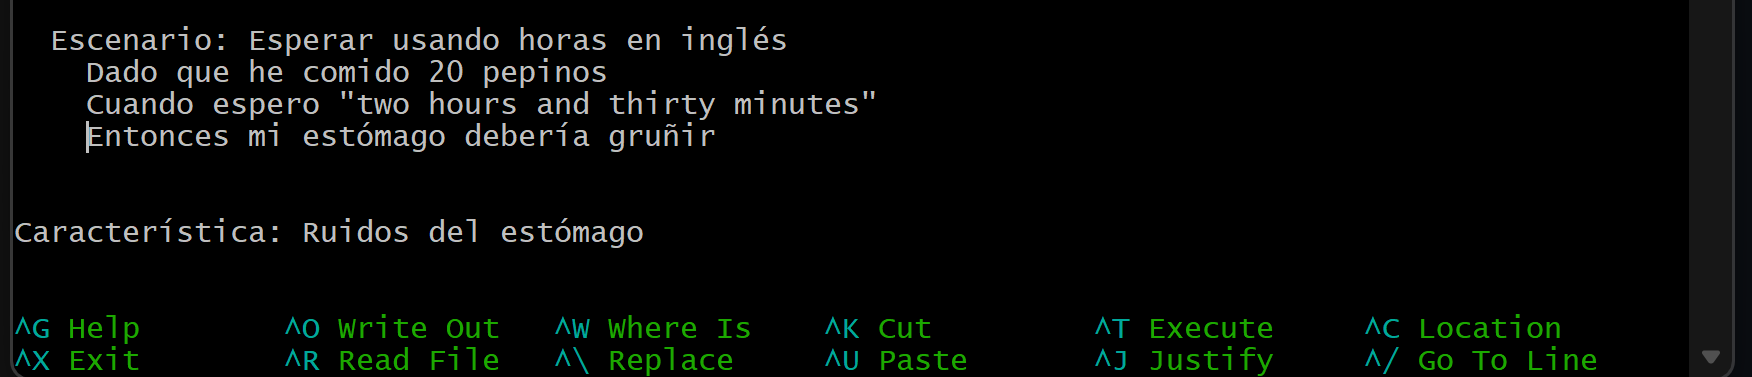 Escenario: Esperar usando horas en inglés
Dado que he comido 20 pepinos
Cuando espero "two hours and thirty minutes"
Entonces mi estómago debería gruñir
Característica: Ruidos del estómago
^G Help ^O Write Out ^W Where Is ^K Cut ^T Execute ^C Location
^X Exit ^R Read File ^\ Replace ^U Paste ^J Justify ^/ Go To Line